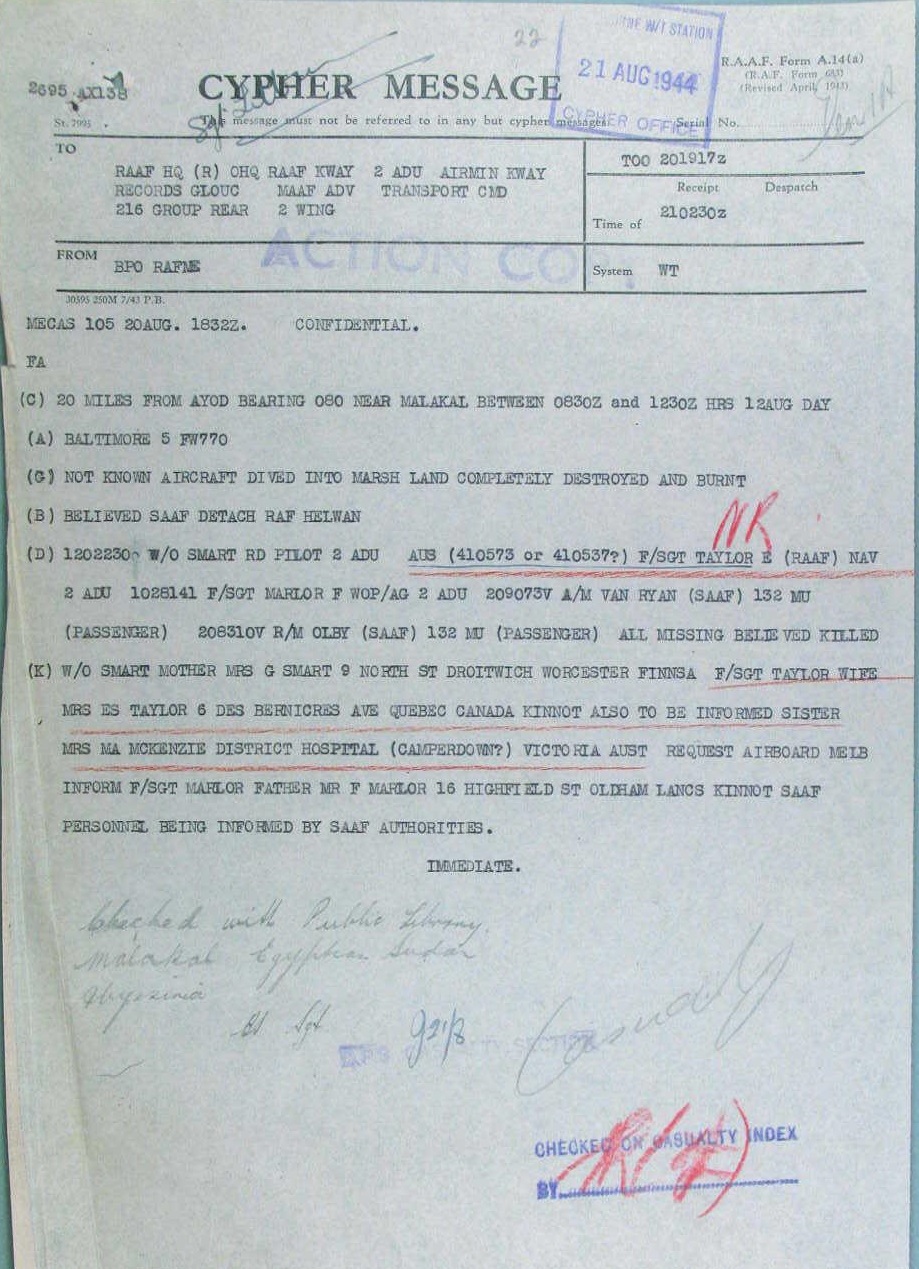 22
THE W/T STATION
21 AUG 1944
CYPHER OFFICE
R.A.A.F. Form A.14(a)
(R.A.F. Form 683)
(Revised April, 1943)
2695 AX138
CYPHER MESSAGE
St. 7995
This message must not be referred to in any but cypher messages.
Serial No.
TO
RAAF HQ (R) OHQ RAAF KWAY 2 ADU AIRMIN KWAY
RECORDS GLOUC MAAF ADV TRANSPORT CMD
216 GROUP REAR 2 WING
TOO 201917Z
Receipt Despatch
Time of 210230Z
ACTION CO
FROM
BPO RAFME
System WT
30595 250M 7/43 P.B.
MECAS 105 20AUG. 1832Z. CONFIDENTIAL.
FA
(C) 20 MILES FROM AYOD BEARING 080 NEAR MALAKAL BETWEEN 0830Z and 1230Z HRS 12AUG DAY
(A) BALTIMORE 5 FW770
(G) NOT KNOWN AIRCRAFT DIVED INTO MARSH LAND COMPLETELY DESTROYED AND BURNT
(B) BELIEVED SAAF DETACH RAF HELWAN
NR
(D) 1202230? W/O SMART RD PILOT 2 ADU AUS (410573 or 410537?) F/SGT TAYLOR E (RAAF) NAV
2 ADU 1028141 F/SGT MARLOR F WOP/AG 2 ADU 209073V A/M VAN RYAN (SAAF) 132 MU
(PASSENGER) 208310V R/M OLBY (SAAF) 132 MU (PASSENGER) ALL MISSING BELIEVED KILLED
(K) W/O SMART MOTHER MRS G SMART 9 NORTH ST DROITWICH WORCESTER FINNSA F/SGT TAYLOR WIFE
MRS ES TAYLOR 6 DES BERNICRES AVE QUEBEC CANADA KINNOT ALSO TO BE INFORMED SISTER
MRS MA MCKENZIE DISTRICT HOSPITAL (CAMPERDOWN?) VICTORIA AUST REQUEST AIRBOARD MELB
INFORM F/SGT MARLOR FATHER MR F MARLOR 16 HIGHFIELD ST OLDHAM LANCS KINNOT SAAF
PERSONNEL BEING INFORMED BY SAAF AUTHORITIES.
IMMEDIATE.
Checked with Public Library.
Malakal Egyptian Sudan
Abyssinia
Sgt
Casualty
SECTION
CHECKED ON CASUALTY INDEX
BY